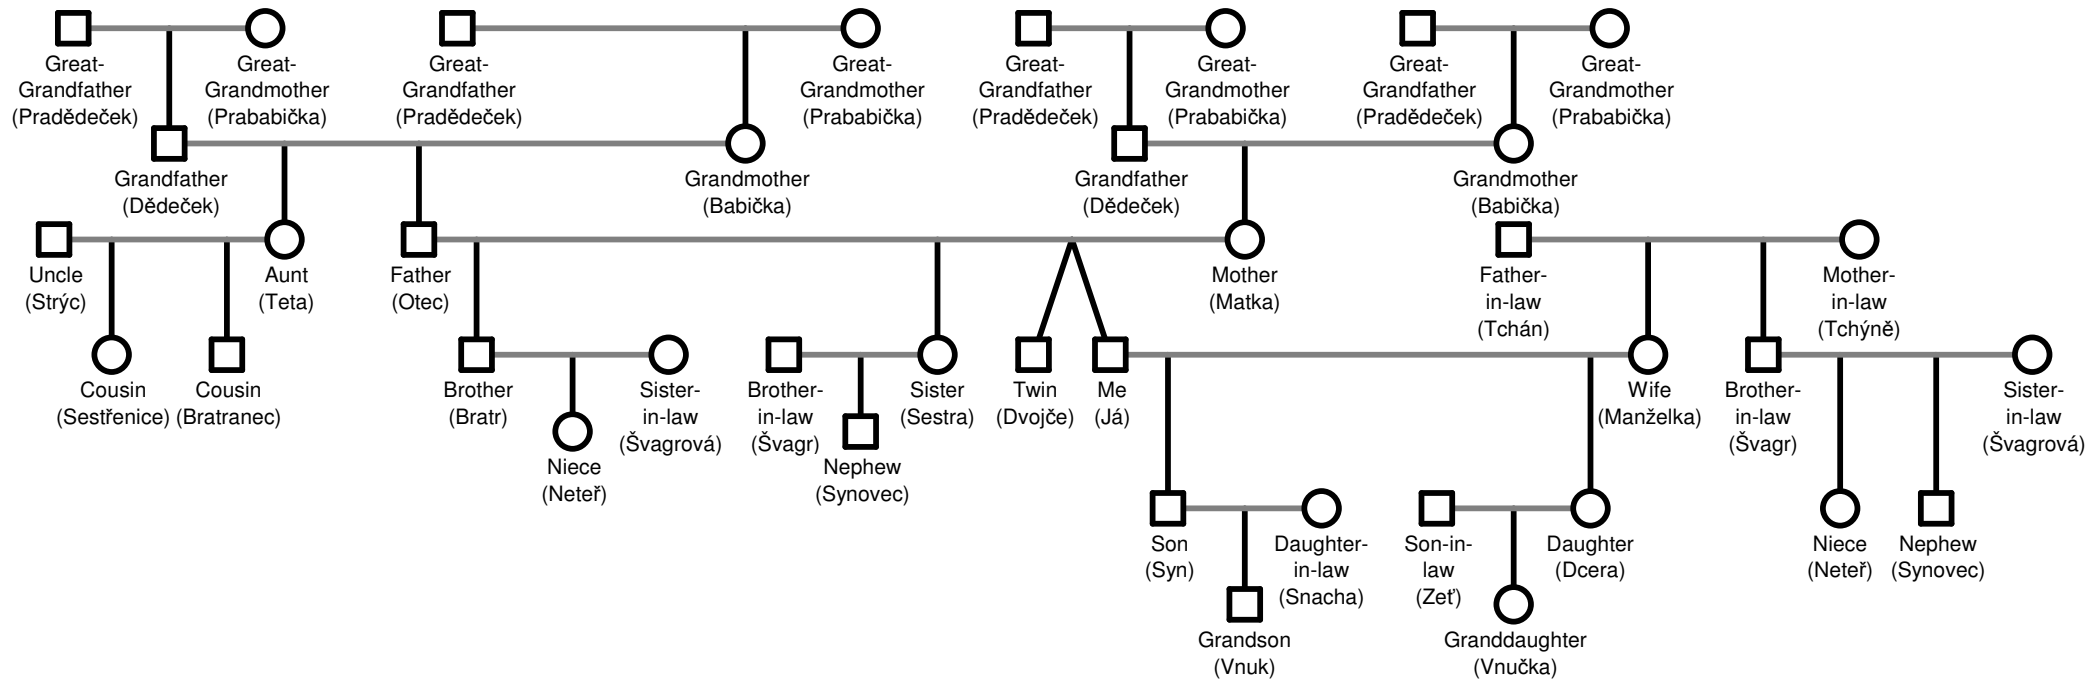 Great-
Grandfather
(Pradědeček)
Great-
Grandmother
(Prababička)
Great-
Grandfather
(Pradědeček)
Great-
Grandmother
(Prababička)
Great-
Grandfather
(Pradědeček)
Great-
Grandmother
(Prababička)
Great-
Grandfather
(Pradědeček)
Great-
Grandmother
(Prababička)
Grandfather
(Dědeček)
Grandmother
(Babička)
Grandfather
(Dědeček)
Grandmother
(Babička)
Uncle
(Strýc)
Aunt
(Teta)
Father
(Otec)
Mother
(Matka)
Father-
in-law
(Tchán)
Mother-
in-law
(Tchýně)
Cousin
(Sestřenice)
Cousin
(Bratranec)
Brother
(Bratr)
Sister-
in-law
(Švagrová)
Brother-
in-law
(Švagr)
Sister
(Sestra)
Twin
(Dvojče)
Me
(Já)
Wife
(Manželka)
Brother-
in-law
(Švagr)
Sister-
in-law
(Švagrová)
Niece
(Neteř)
Nephew
(Synovec)
Son
(Syn)
Daughter-
in-law
(Snacha)
Son-in-
law
(Zeť)
Daughter
(Dcera)
Niece
(Neteř)
Nephew
(Synovec)
Grandson
(Vnuk)
Granddaughter
(Vnučka)